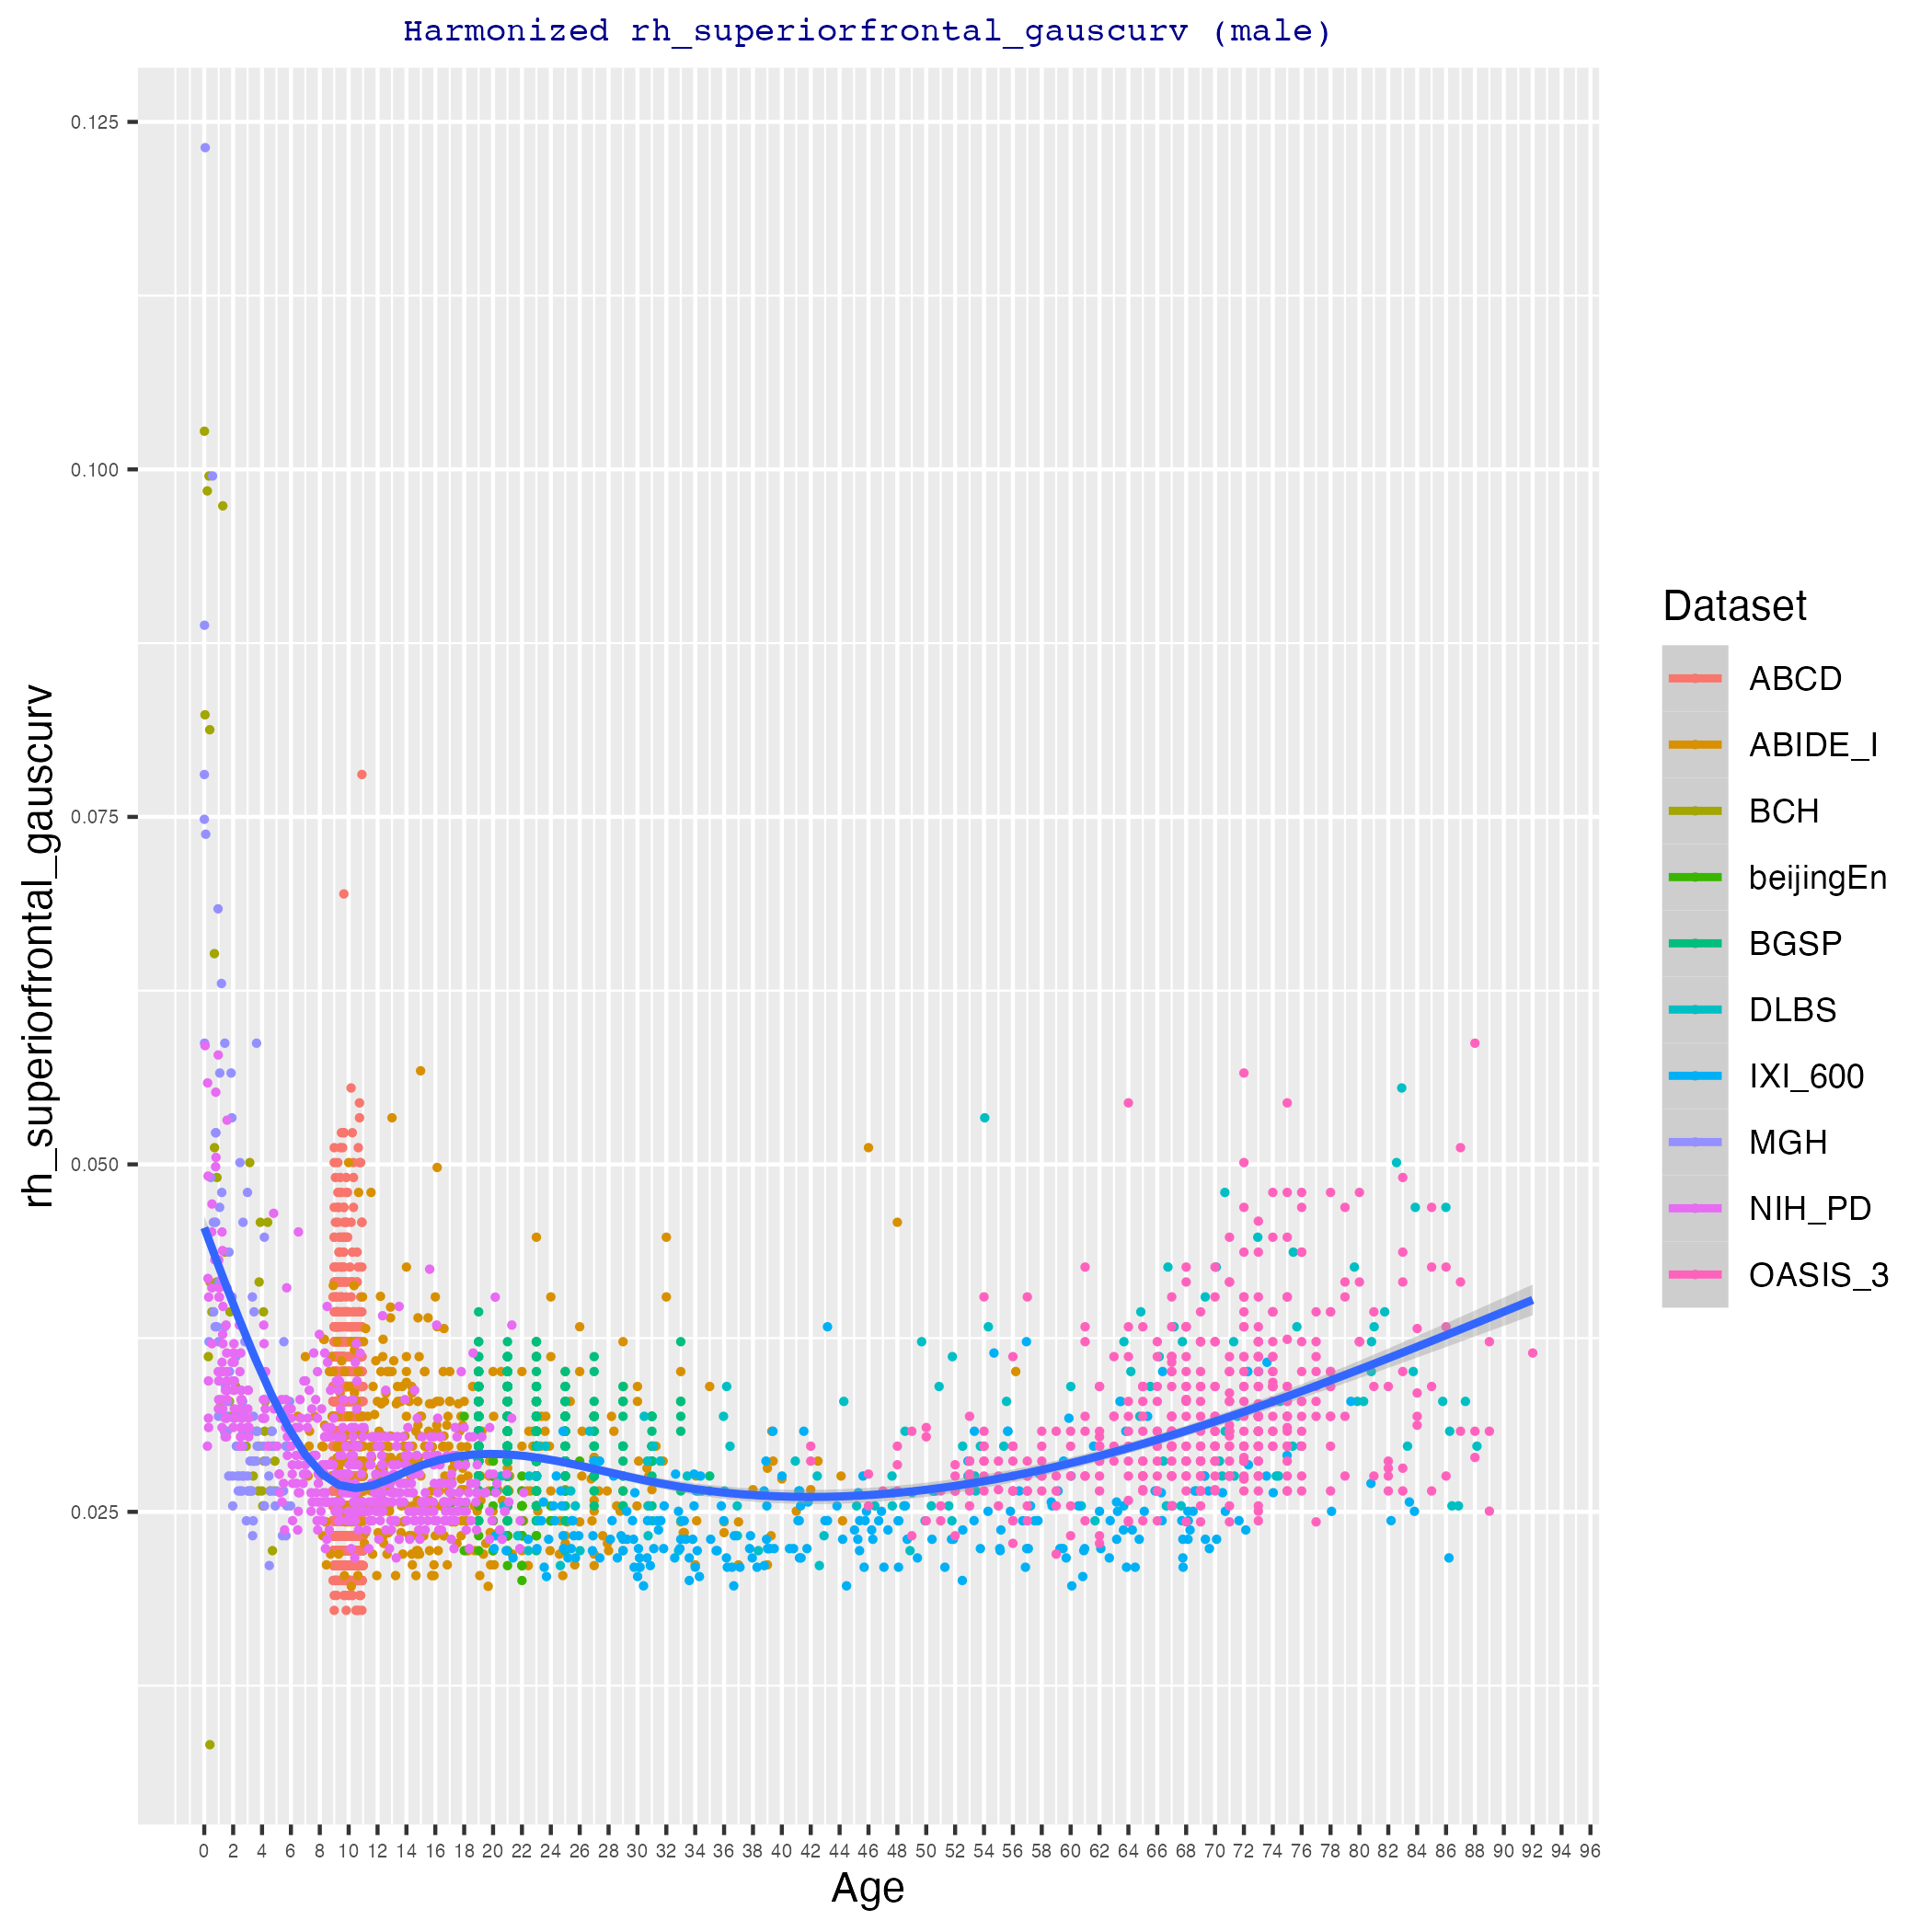 Harmonized rh_superiorfrontal_gauscurv (male)
rh_superiorfrontal_gauscurv
0.125
0.100
0.075
0.050
0.025
0 2 4 6 8 10 12 14 16 18 20 22 24 26 28 30 32 34 36 38 40 42 44 46 48 50 52 54 56 58 60 62 64 66 68 70 72 74 76 78 80 82 84 86 88 90 92 94 96
Age
Dataset
ABCD
ABIDE_I
BCH
beijingEn
BGSP
DLBS
IXI_600
MGH
NIH_PD
OASIS_3